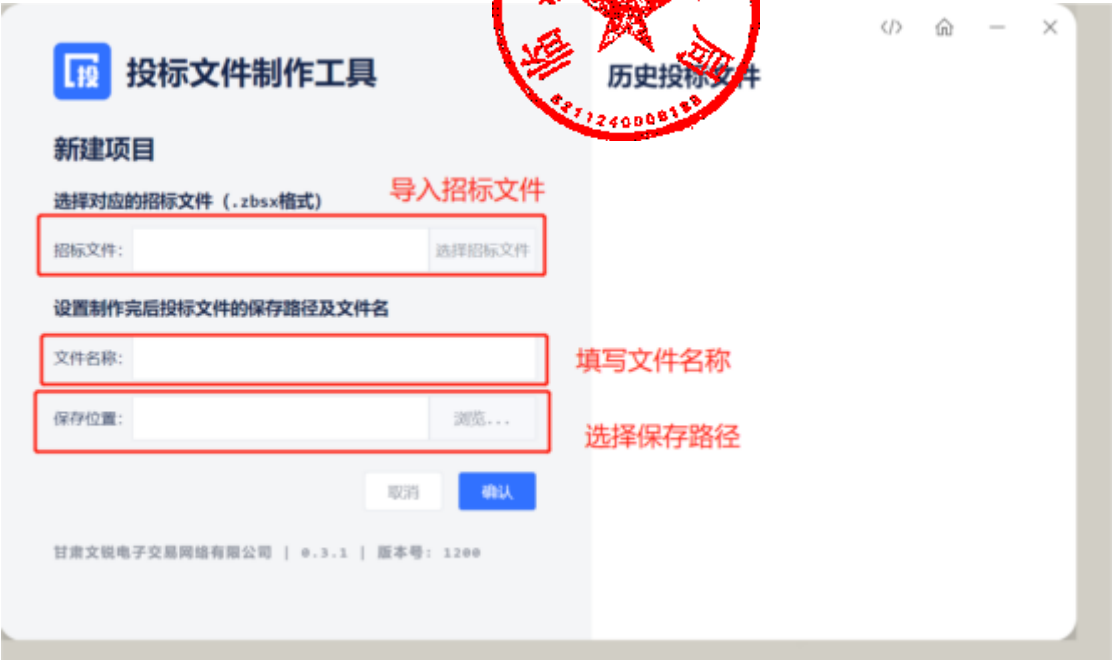 投
投标文件制作工具
历史投标文件
新建项目
导入招标文件
选择对应的招标文件 (.zbsx格式)
招标文件:
选择招标文件
设置制作完后投标文件的保存路径及文件名
文件名称:
填写文件名称
保存位置:
浏览...
选择保存路径
取消
确认
甘肃文锐电子交易网络有限公司 | 0.3.1 | 版本号: 1200